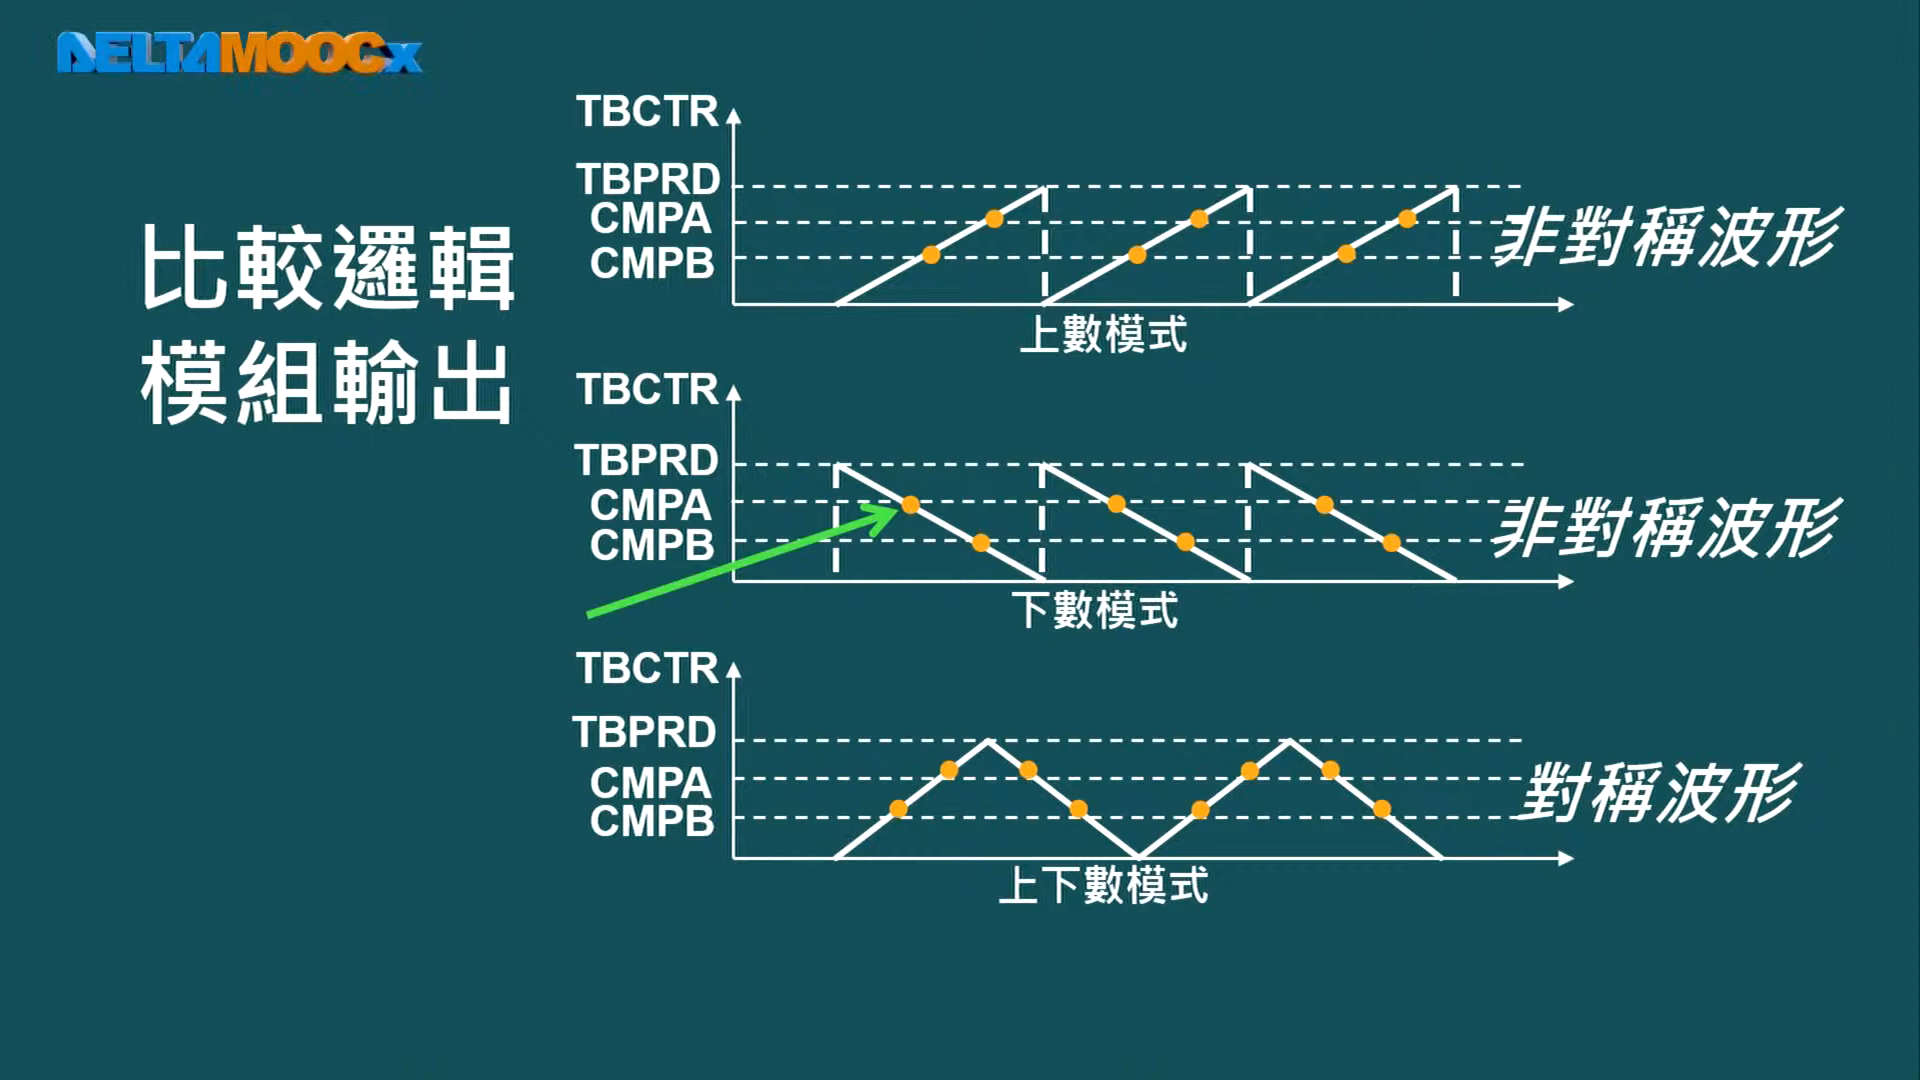 DELTAMOOCx
比較邏輯
模組輸出
TBCTR
TBPRD
CMPA
CMPB
非對稱波形
上數模式
TBCTR
TBPRD
CMPA
CMPB
非對稱波形
下數模式
TBCTR
TBPRD
CMPA
CMPB
對稱波形
上下數模式